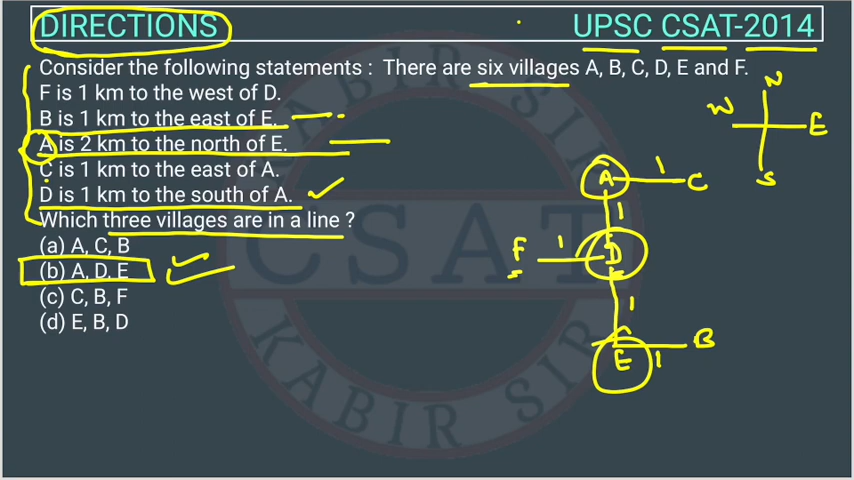 DIRECTIONS
UPSC CSAT-2014
Consider the following statements : There are six villages A, B, C, D, E and F.
F is 1 km to the west of D.
B is 1 km to the east of E.
A is 2 km to the north of E.
C is 1 km to the east of A.
D is 1 km to the south of A.
Which three villages are in a line ?
(a) A, C, B
(b) A, D, E
(c) C, B, F
(d) E, B, D
N
W
E
S
A 1 C
1
F 1 D
1
E 1 B
KABIR SIR
CSAT
KABIR SIR